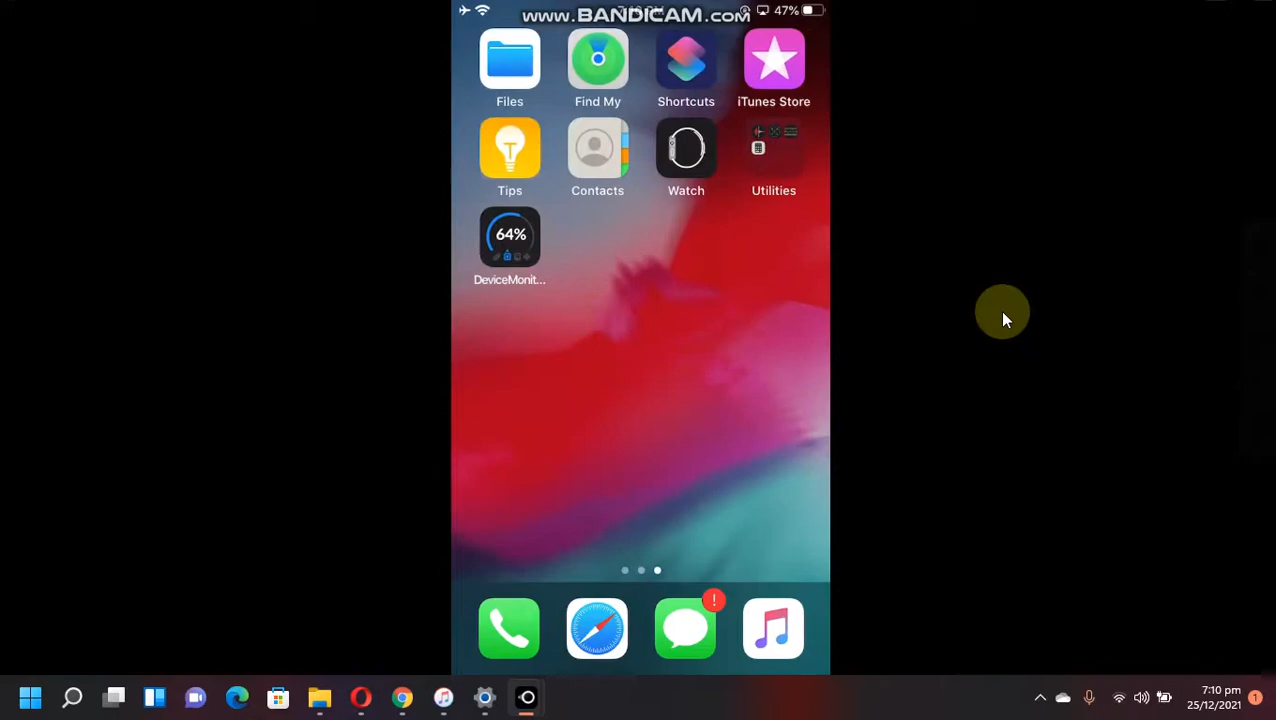 www.BANDICAM.com
47%
Files
Find My
Shortcuts
iTunes Store
Tips
Contacts
Watch
Utilities
64%
DeviceMonit...
!
7:10 pm
25/12/2021
1